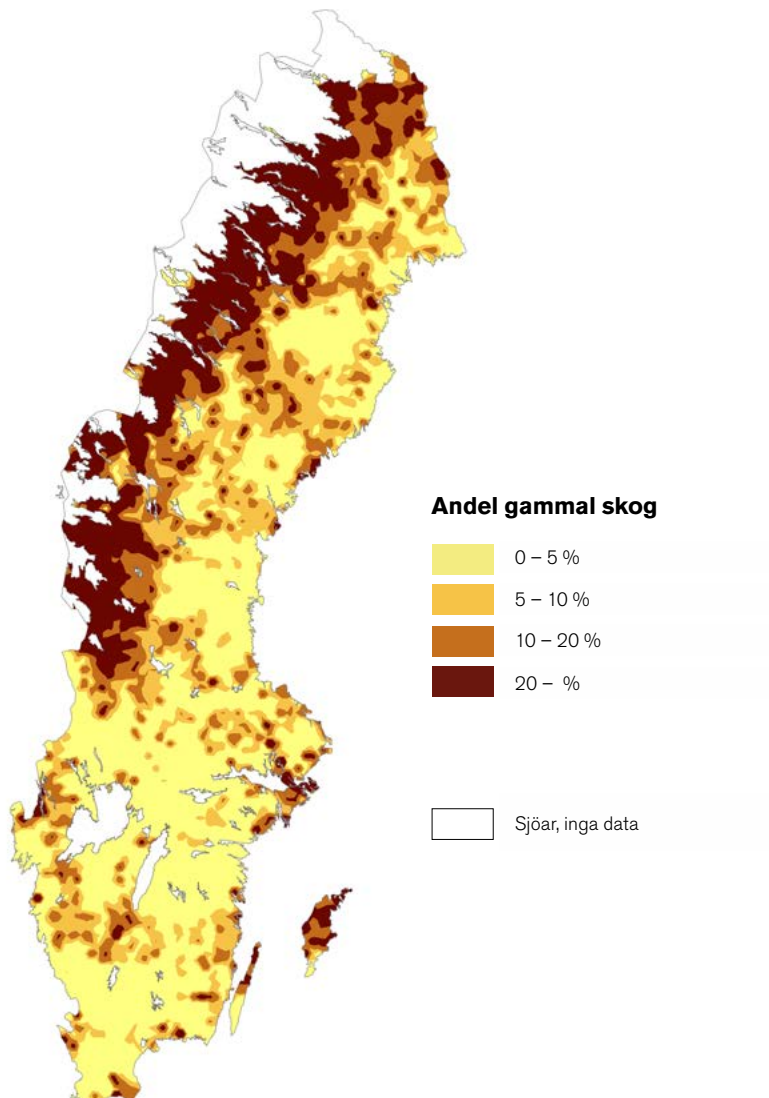 Andel gammal skog
0 – 5 %
5 – 10 %
10 – 20 %
20 – %
Sjöar, inga data